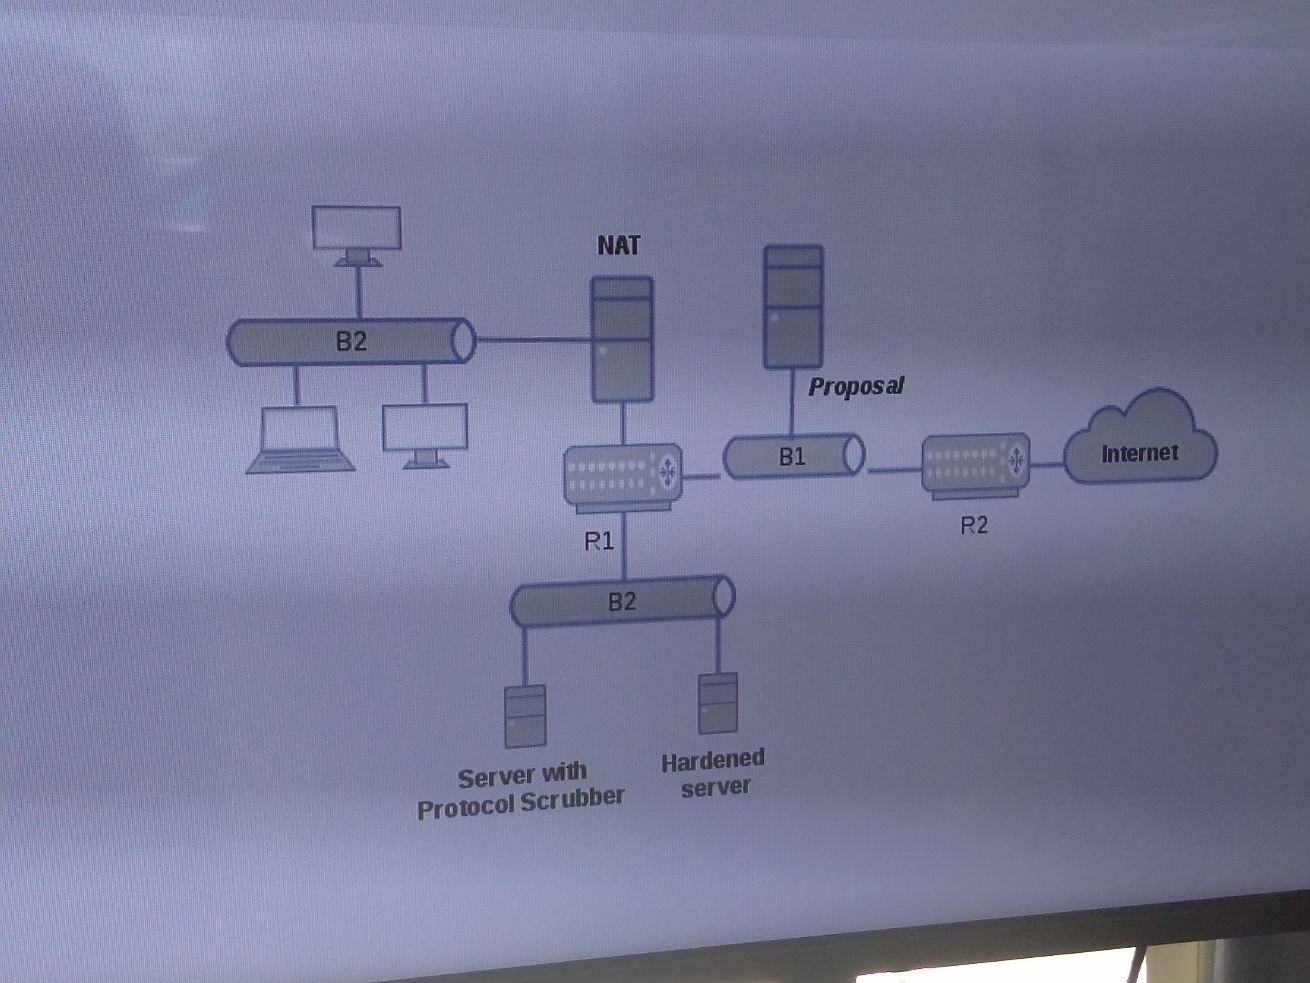 NAT
B2
Proposal
B1
Internet
R1
R2
B2
Server with
Protocol Scrubber
Hardened
server